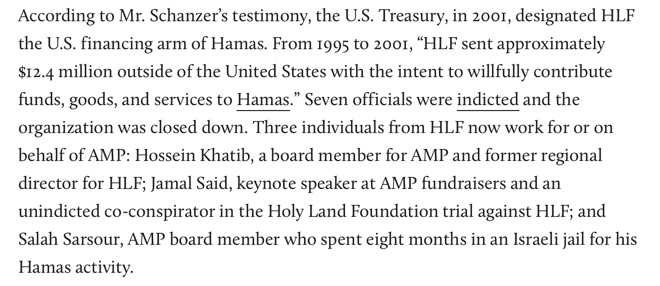 According to Mr. Schanzer’s testimony, the U.S. Treasury, in 2001, designated HLF
the U.S. financing arm of Hamas. From 1995 to 2001, “HLF sent approximately
$12.4 million outside of the United States with the intent to willfully contribute
funds, goods, and services to Hamas.” Seven officials were indicted and the
organization was closed down. Three individuals from HLF now work for or on
behalf of AMP: Hossein Khatib, a board member for AMP and former regional
director for HLF; Jamal Said, keynote speaker at AMP fundraisers and an
unindicted co-conspirator in the Holy Land Foundation trial against HLF; and
Salah Sarsour, AMP board member who spent eight months in an Israeli jail for his
Hamas activity.